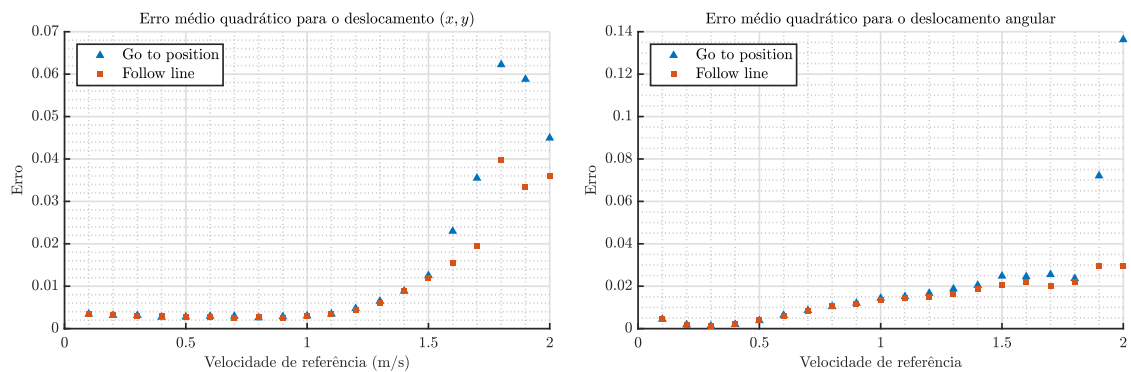 Erro médio quadrático para o deslocamento (x, y)
0.07
0.06
0.05
0.04
0.03
0.02
0.01
0
Erro
Go to position
Follow line
0
0.5
1
1.5
2
Velocidade de referência (m/s)
Erro médio quadrático para o deslocamento angular
0.14
0.12
0.1
0.08
0.06
0.04
0.02
0
Erro
Go to position
Follow line
0
0.5
1
1.5
2
Velocidade de referência